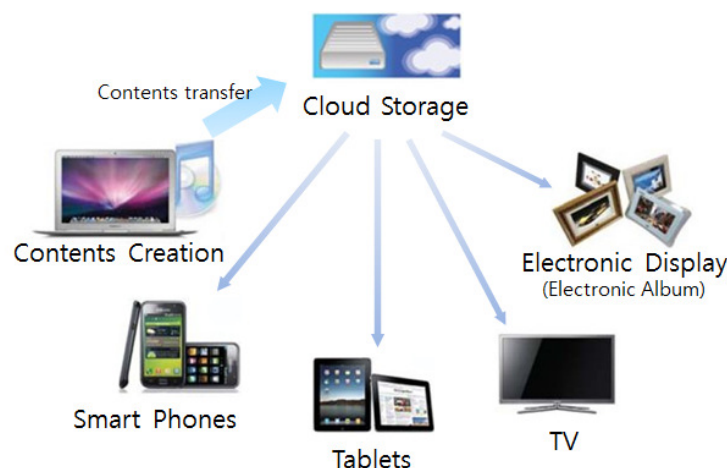 Contents transfer
Cloud Storage
Contents Creation
Electronic Display
(Electronic Album)
Smart Phones
TV
Tablets